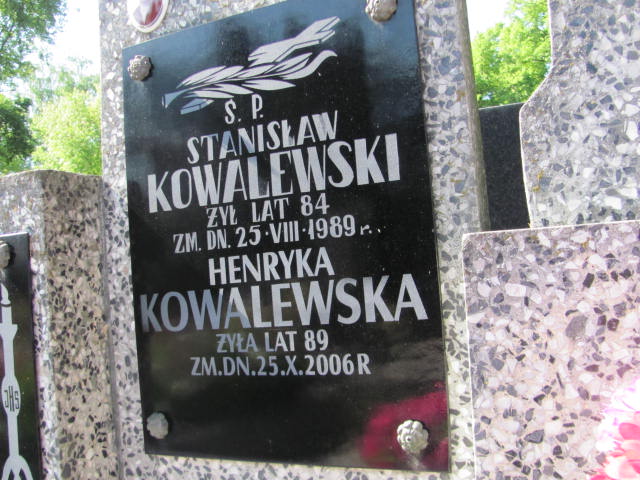 Ś. P.
STANISŁAW
KOWALEWSKI
ŻYŁ LAT 84
ZM. DN. 25·VIII·1989 r.
HENRYKA
KOWALEWSKA
ŻYŁA LAT 89
ZM.DN.25.X.2006R
JHS